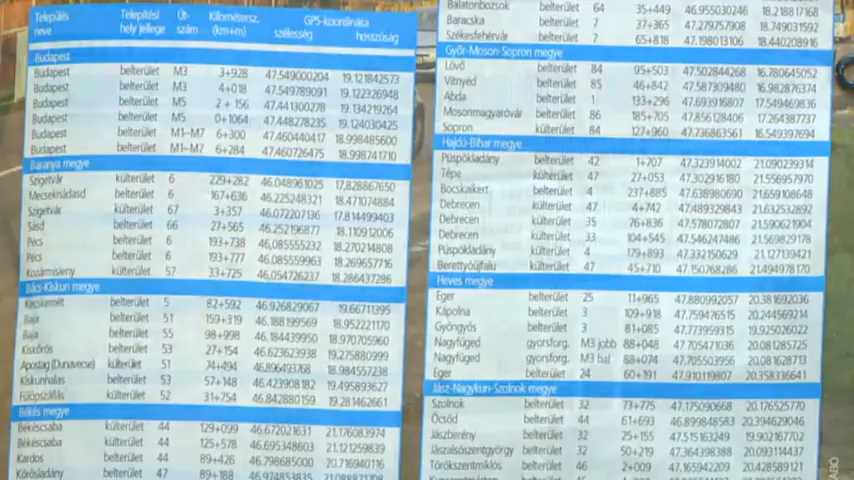 Település neve Telepítési hely jellege Út-szám Kilométersz. (km+m) GPS-koordináta szélesség hosszúság
Budapest
Budapest belterület M3 3+928 47.549000204 19.121842573
Budapest belterület M3 4+018 47.549789091 19.122326948
Budapest belterület M5 2+156 47.441300278 19.134219264
Budapest belterület M5 0+1064 47.448278235 19.124030425
Budapest belterület M1–M7 6+300 47.460440417 18.998485600
Budapest belterület M1–M7 6+284 47.460726475 18.998741710
Baranya megye
Szigetvár külterület 6 229+282 46.048961025 17.828867650
Mecseknádasd belterület 6 167+636 46.225248321 18.471074884
Szigetvár külterület 67 3+357 46.072207136 17.814499403
Sásd belterület 66 27+565 46.252196877 18.110912006
Pécs belterület 6 193+738 46.085555232 18.270214808
Pécs belterület 6 193+777 46.085559963 18.269657716
Kozármisleny külterület 57 33+725 46.054726237 18.286437286
Bács-Kiskun megye
Kecskemét belterület 5 82+592 46.926829067 19.66711395
Baja belterület 51 159+319 46.188199569 18.952221170
Baja belterület 55 98+998 46.184439950 18.970705960
Kiskőrös belterület 53 27+154 46.623623938 19.275880999
Apostag (Dunavecse) külterület 51 74+494 46.896493768 18.984557238
Kiskunhalas belterület 53 57+148 46.423908182 19.495893627
Fülöpszállás belterület 52 31+754 46.842880159 19.281462661
Békés megye
Békéscsaba külterület 44 129+099 46.672021631 21.176083974
Békéscsaba külterület 44 125+578 46.695348603 21.121259839
Kardos belterület 44 89+426 46.798685000 20.716940116
Körösladány belterület 47 89+188
Balatonbozsok belterület 64 35+449 46.955030246 18.218817168
Baracska belterület 7 37+365 47.279757908 18.749031592
Székesfehérvár belterület 7 65+818 47.198013106 18.440208916
Győr-Moson-Sopron megye
Lövő belterület 84 95+503 47.502844268 16.780645052
Vitnyéd belterület 85 46+842 47.587309480 16.982876374
Abda belterület 1 133+296 47.693916807 17.549469836
Mosonmagyaróvár belterület 86 185+705 47.856128406 17.264387737
Sopron külterület 84 127+960 47.736863561 16.549397694
Hajdú-Bihar megye
Püspökladány belterület 42 1+707 47.323914002 21.090239314
Tépe külterület 47 27+053 47.302916180 21.556957970
Bocskaikert belterület 4 237+885 47.638980690 21.659108648
Debrecen külterület 47 4+742 47.489329843 21.632532892
Debrecen külterület 35 76+836 47.578072807 21.590621904
Debrecen külterület 33 104+545 47.546247486 21.569829178
Püspökladány külterület 4 179+893 47.332150629 21.127139421
Berettyóújfalu külterület 47 45+710 47.150768286 21.494978170
Heves megye
Eger belterület 25 11+965 47.880992057 20.381692036
Kápolna belterület 3 109+918 47.759476515 20.244569214
Gyöngyös belterület 3 81+085 47.773959315 19.925026022
Nagyfüged gyorsforg. M3 jobb 88+048 47.705471036 20.081285725
Nagyfüged gyorsforg. M3 bal 88+074 47.705503956 20.081628713
Eger belterület 24 60+191 47.910119807 20.358336641
Jász-Nagykun-Szolnok megye
Szolnok belterület 32 73+775 47.175090668 20.176525770
Öcsöd belterület 44 61+693 46.899848583 20.394629046
Jászberény belterület 32 25+155 47.515163249 19.902167702
Jászalsószentgyörgy belterület 32 50+219 47.364398388 20.093114437
Törökszentmiklós belterület 46 2+009 47.165942209 20.428589121